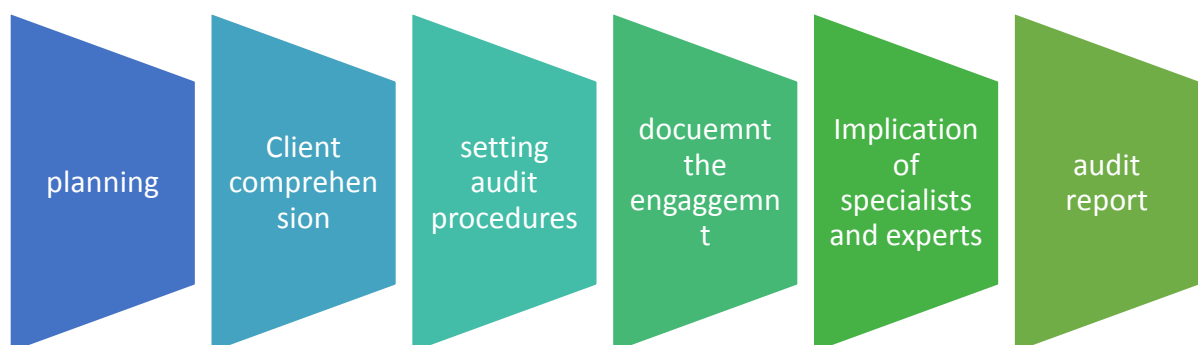 planning
Client
comprehen
sion
setting
audit
procedures
docuemnt
the
engaggemn
t
Implication
of
specialists
and experts
audit
report